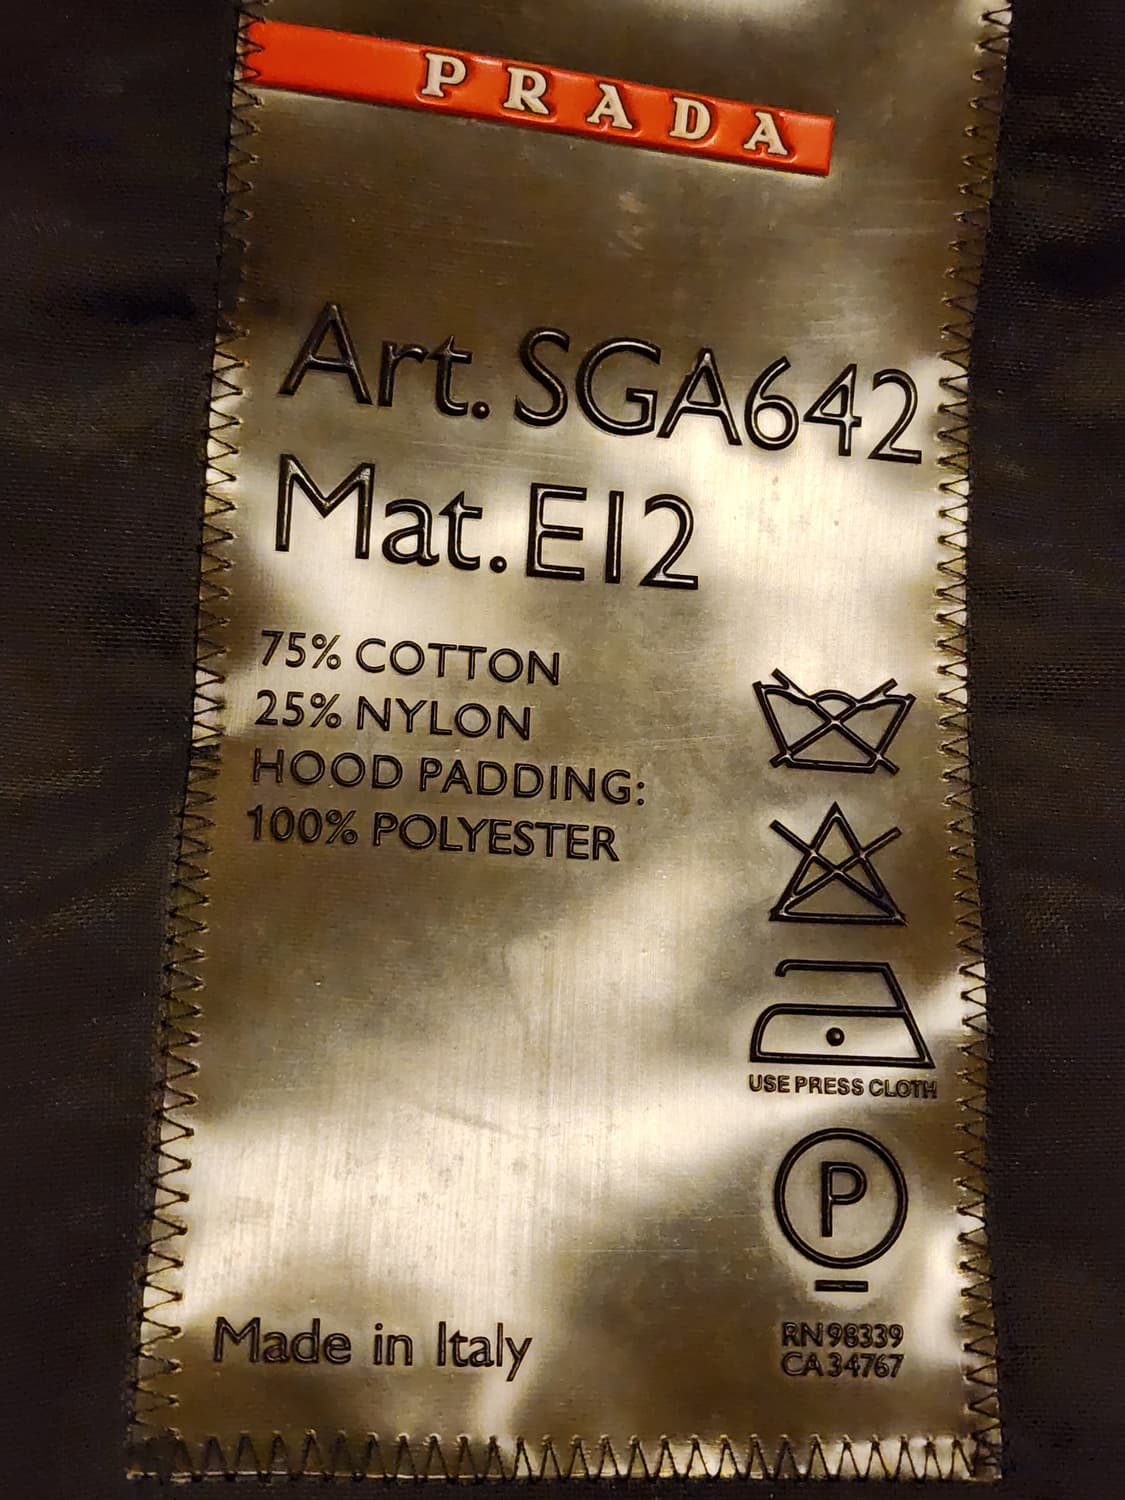 PRADA
Art. SGA642
Mat. E12
75% COTTON
25% NYLON
HOOD PADDING:
100% POLYESTER
USE PRESS CLOTH
P
Made in Italy
RN 98339
CA 34767